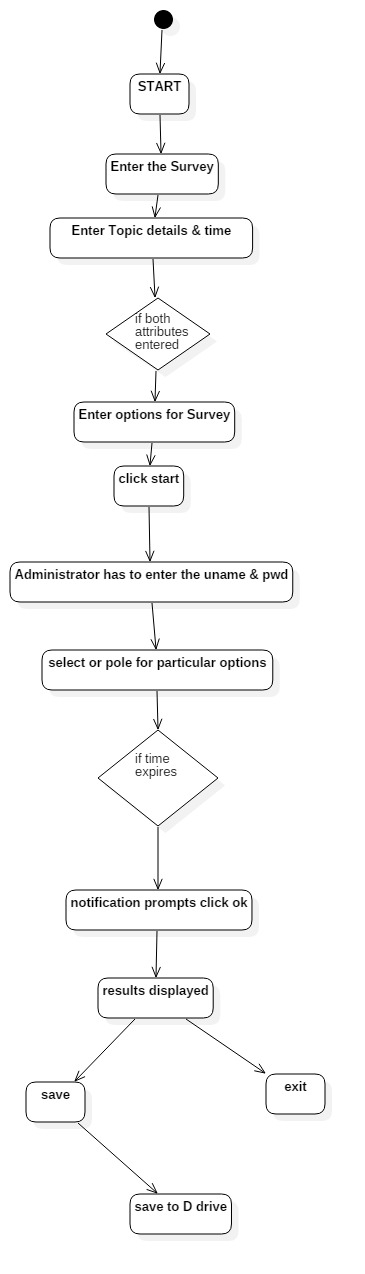 START
Enter the Survey
Enter Topic details & time
if both
attributes
entered
Enter options for Survey
click start
Administrator has to enter the uname & pwd
select or pole for particular options
if time
expires
notification prompts click ok
results displayed
save
exit
save to D drive